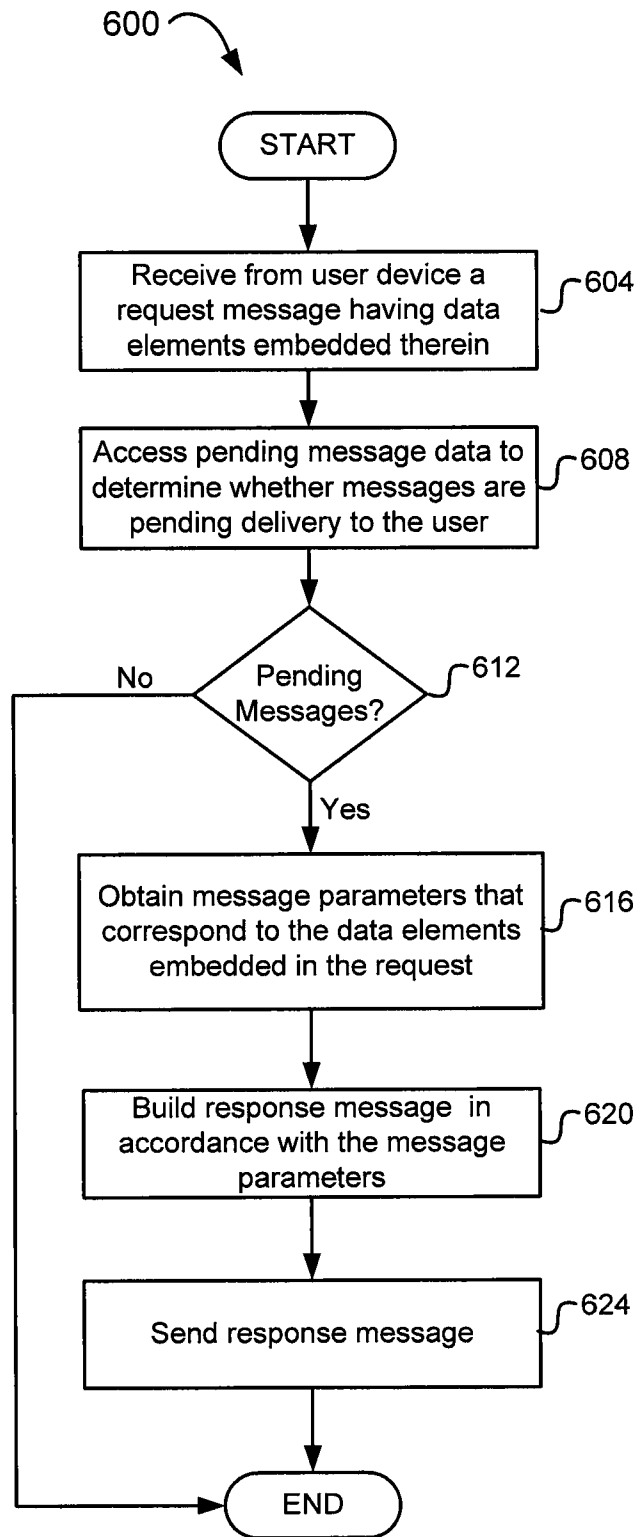 600
START
Receive from user device a
request message having data
elements embedded therein
604
Access pending message data to
determine whether messages are
pending delivery to the user
608
No
Pending
Messages?
612
Yes
Obtain message parameters that
correspond to the data elements
embedded in the request
616
Build response message in
accordance with the message
parameters
620
Send response message
624
END